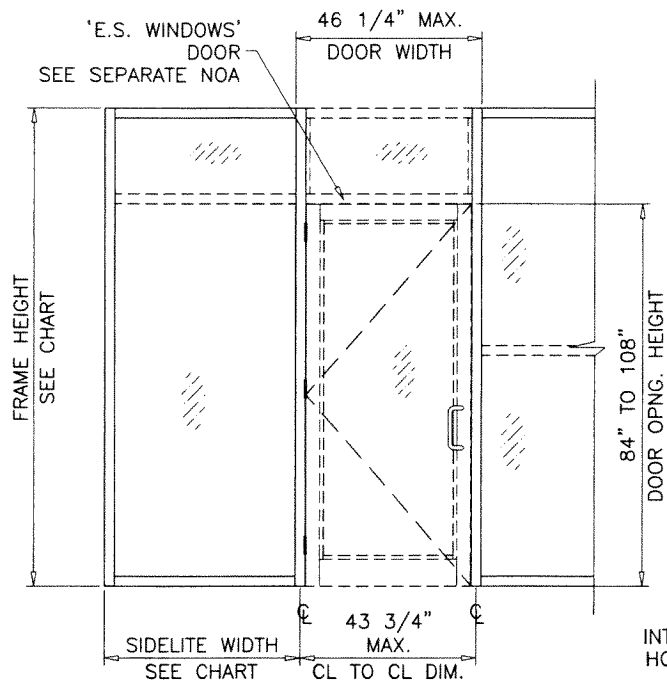 'E.S. WINDOWS'
DOOR
SEE SEPARATE NOA
46 1/4" MAX.
DOOR WIDTH
FRAME HEIGHT
SEE CHART
84" TO 108"
DOOR OPNG. HEIGHT
℄
℄
SIDELITE WIDTH
SEE CHART
43 3/4"
MAX.
CL TO CL DIM.
INT
HO